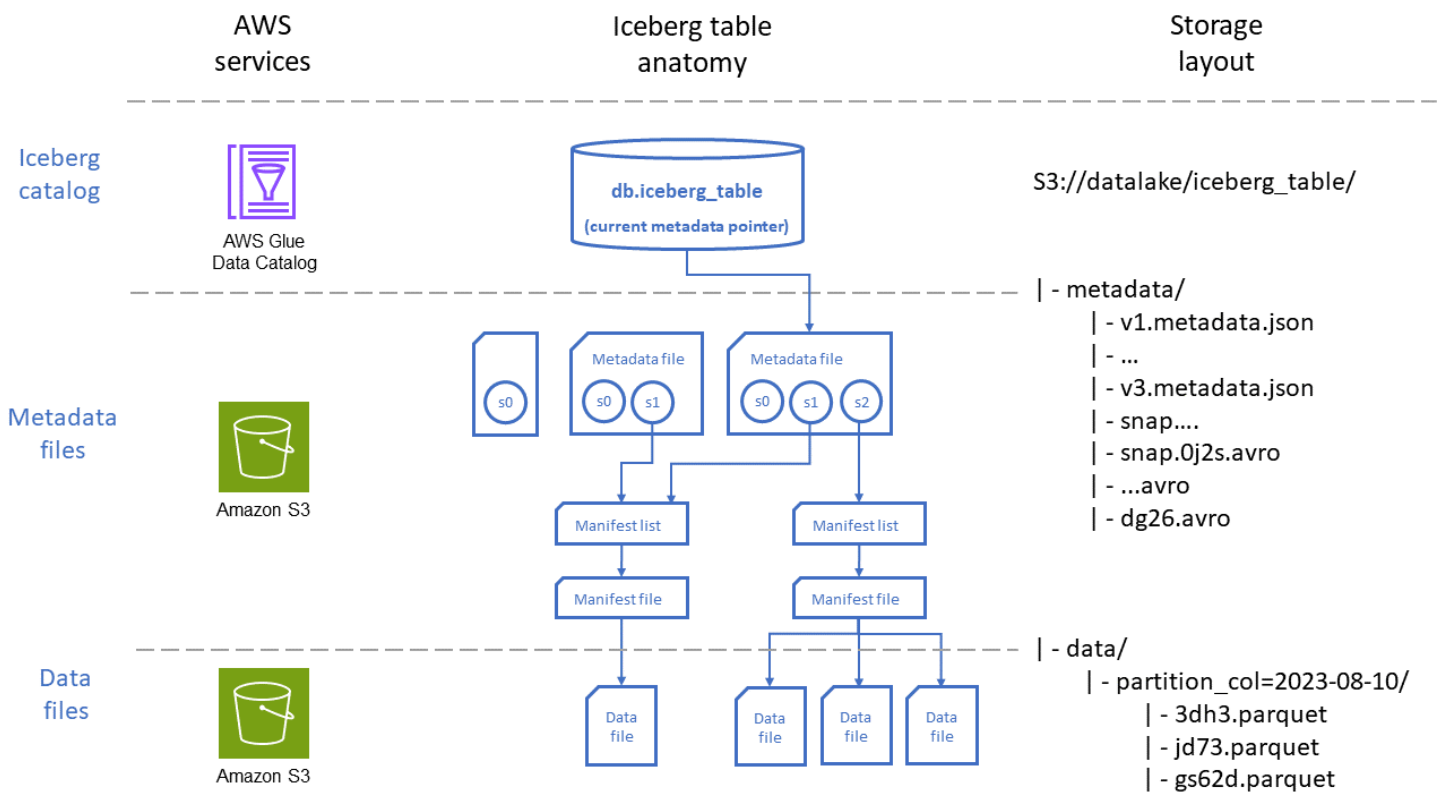 AWS
services
Iceberg table
anatomy
Storage
layout
Iceberg
catalog
AWS Glue
Data Catalog
db.iceberg_table
(current metadata pointer)
S3://datalake/iceberg_table/
Metadata
files
Amazon S3
Metadata file
Metadata file
s0
s0
s1
s0
s1
s2
Manifest list
Manifest list
Manifest file
Manifest file
| - metadata/
| - v1.metadata.json
| - ...
| - v3.metadata.json
| - snap....
| - snap.0j2s.avro
| - ...avro
| - dg26.avro
Data
files
Amazon S3
Data
file
Data
file
Data
file
Data
file
| - data/
| - partition_col=2023-08-10/
| - 3dh3.parquet
| - jd73.parquet
| - gs62d.parquet